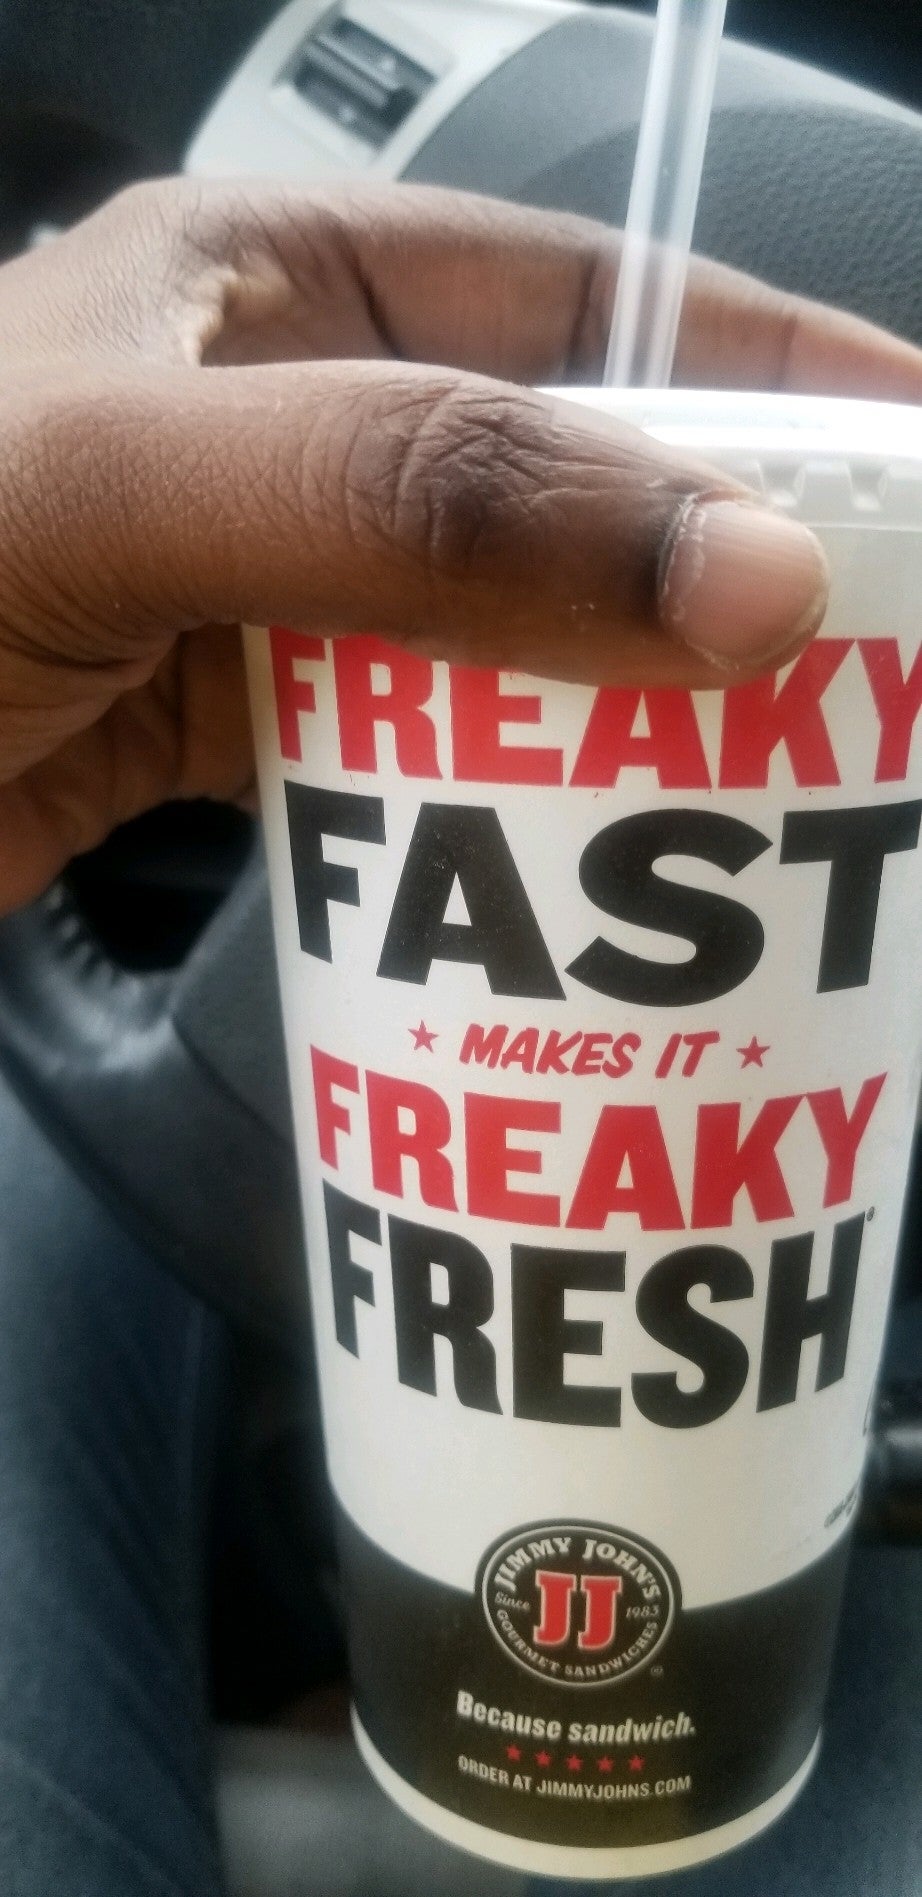 FREAKY
FAST
★ MAKES IT ★
FREAKY
FRESH®
JIMMY JOHN'S
Since 1983
JJ
GOURMET SANDWICHES
Because sandwich.
★ ★ ★ ★ ★
ORDER AT JIMMYJOHNS.COM